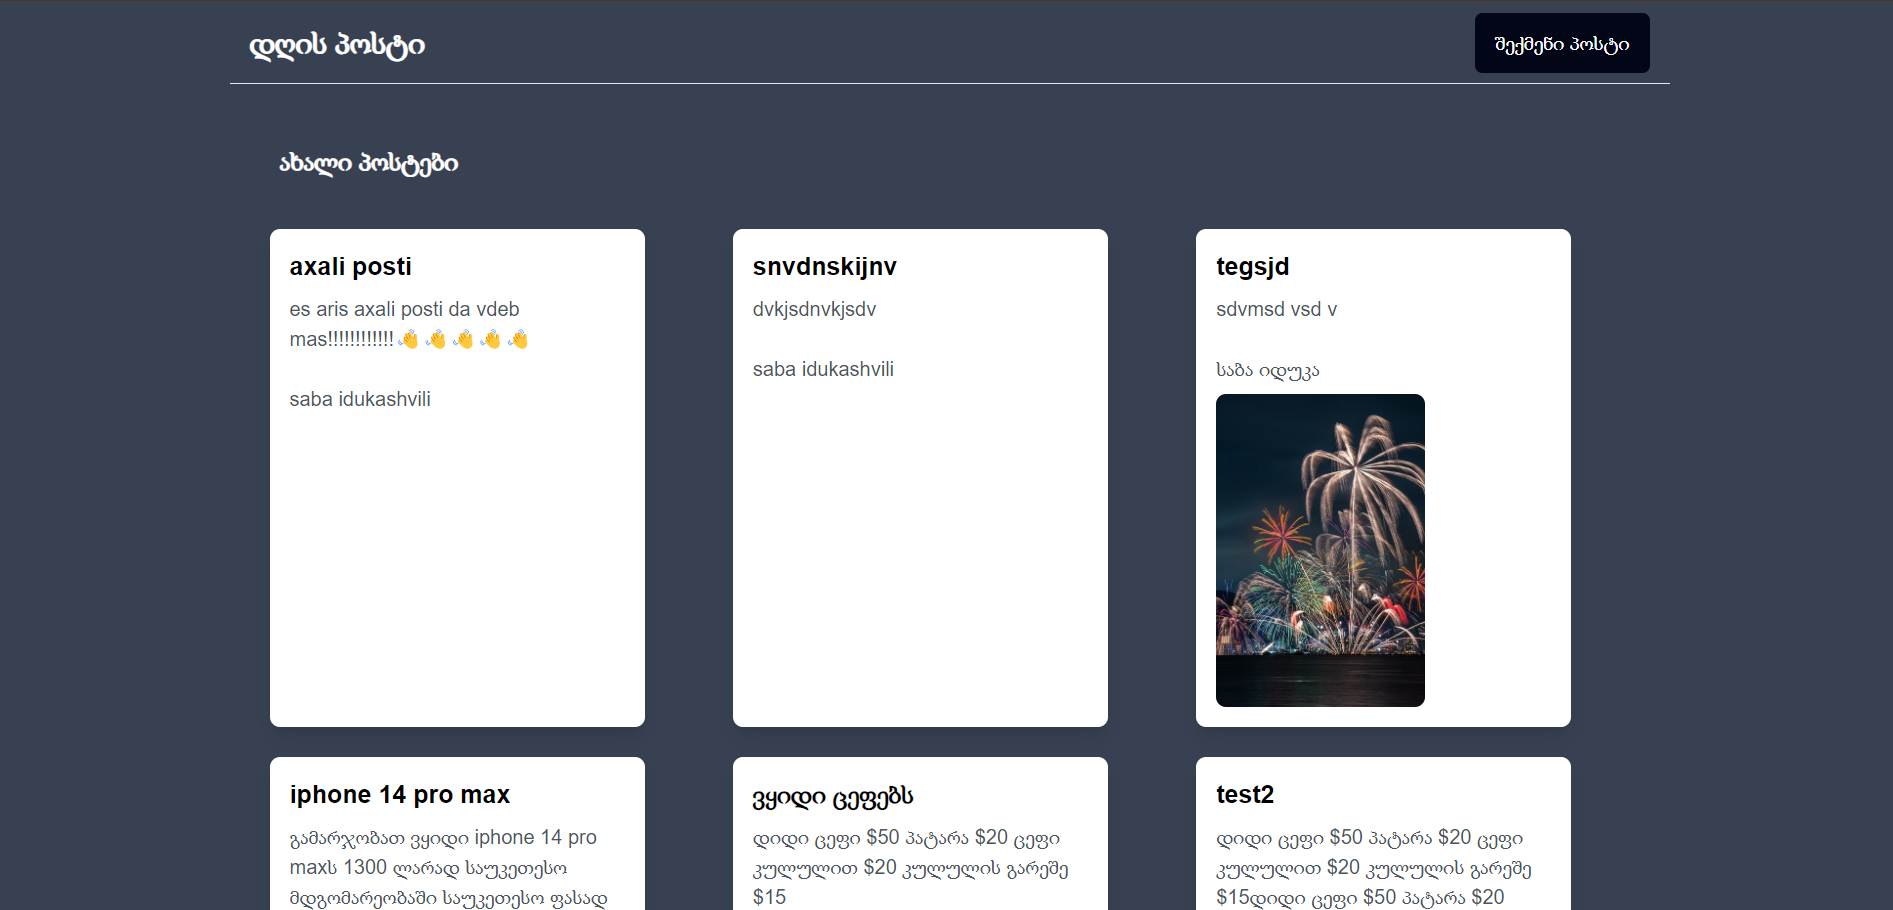 დღის პოსტი
შექმენი პოსტი
ახალი პოსტები
axali posti
es aris axali posti da vdeb
mas!!!!!!!!!!!!👋👋👋👋👋
saba idukashvili
snvdnskijnv
dvkjsdnvkjsdv
saba idukashvili
tegsjd
sdvmsd vsd v
საბა იდუკა
iphone 14 pro max
გამარჯობათ ვყიდი iphone 14 pro
maxს 1300 ლარად საუკეთესო
მდგომარეობაში საუკეთესო ფასად
ვყიდი ცეფებს
დიდი ცეფი $50 პატარა $20 ცეფი
კულულით $20 კულულის გარეშე
$15
test2
დიდი ცეფი $50 პატარა $20 ცეფი
კულულით $20 კულულის გარეშე
$15დიდი ცეფი $50 პატარა $20